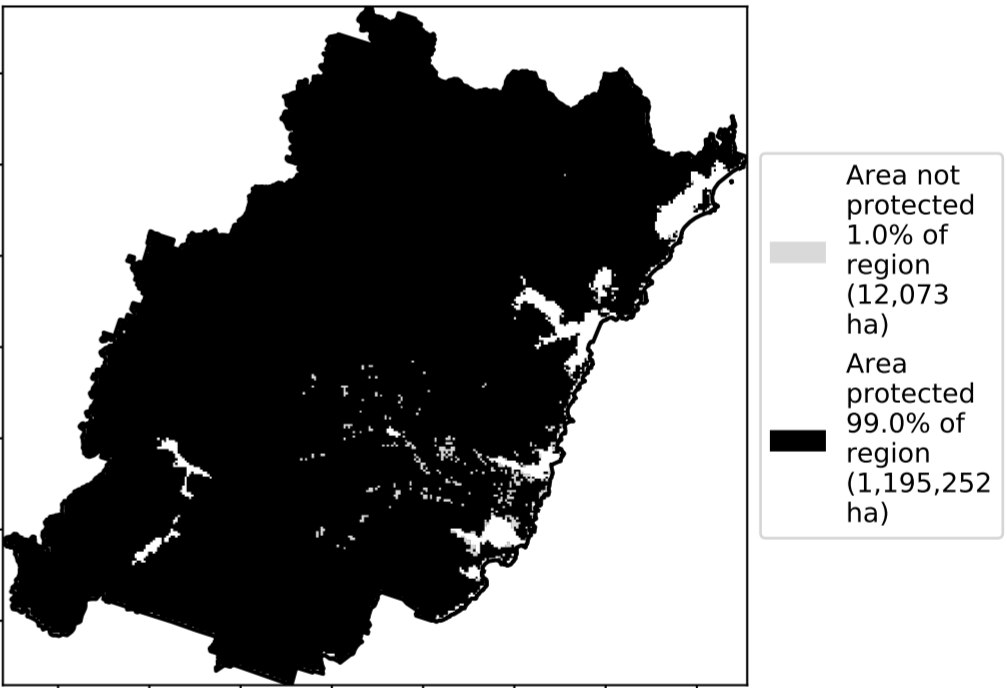 Area not
protected
1.0% of
region
(12,073
ha)
Area
protected
99.0% of
region
(1,195,252
ha)